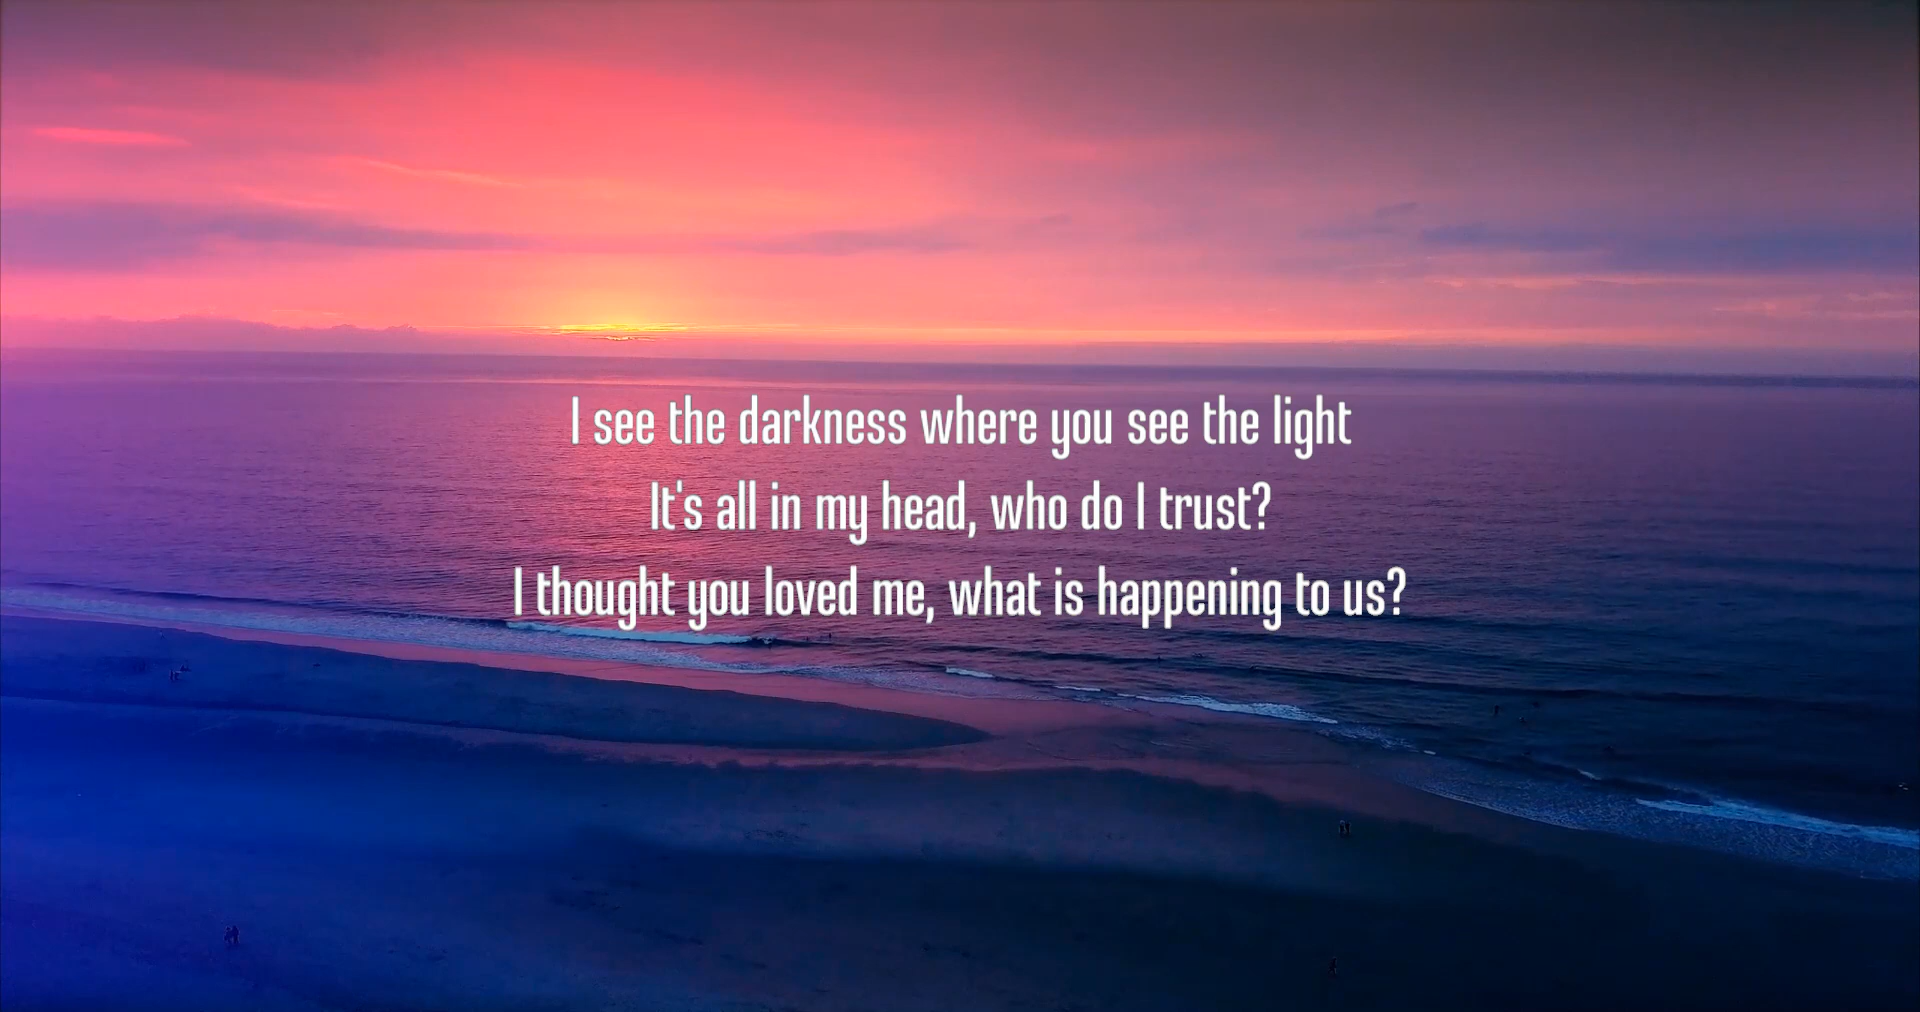 I see the darkness where you see the light
It's all in my head, who do I trust?
I thought you loved me, what is happening to us?